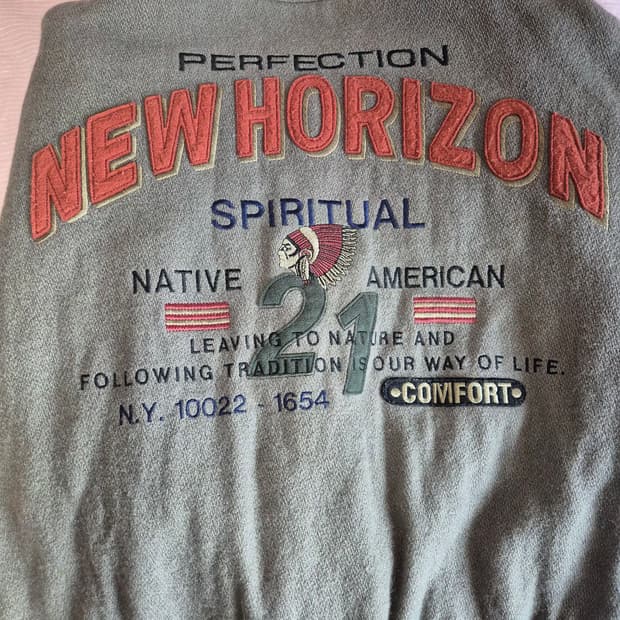 PERFECTION
NEW HORIZON
SPIRITUAL
NATIVE AMERICAN
21
LEAVING TO NATURE AND
FOLLOWING TRADITION IS OUR WAY OF LIFE.
N.Y. 10022 - 1654
•COMFORT•